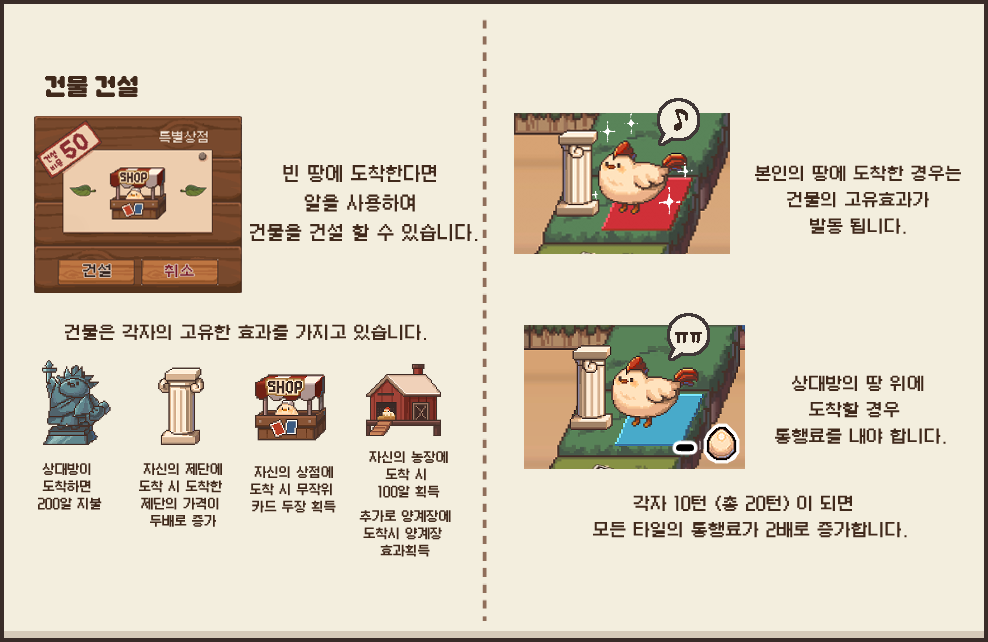 건물 건설
건설
비용 50
특별상점
SHOP
건설
취소
빈 땅에 도착한다면
알을 사용하여
건물을 건설 할 수 있습니다.
건물은 각자의 고유한 효과를 가지고 있습니다.
상대방이
도착하면
200알 지불
자신의 제단에
도착 시 도착한
제단의 가격이
두배로 증가
SHOP
자신의 상점에
도착 시 무작위
카드 두장 획득
자신의 농장에
도착 시
100알 획득
추가로 양계장에
도착시 양계장
효과획득
본인의 땅에 도착한 경우는
건물의 고유효과가
발동 됩니다.
ㅠㅠ
상대방의 땅 위에
도착할 경우
통행료를 내야 합니다.
각자 10턴 (총 20턴) 이 되면
모든 타일의 통행료가 2배로 증가합니다.